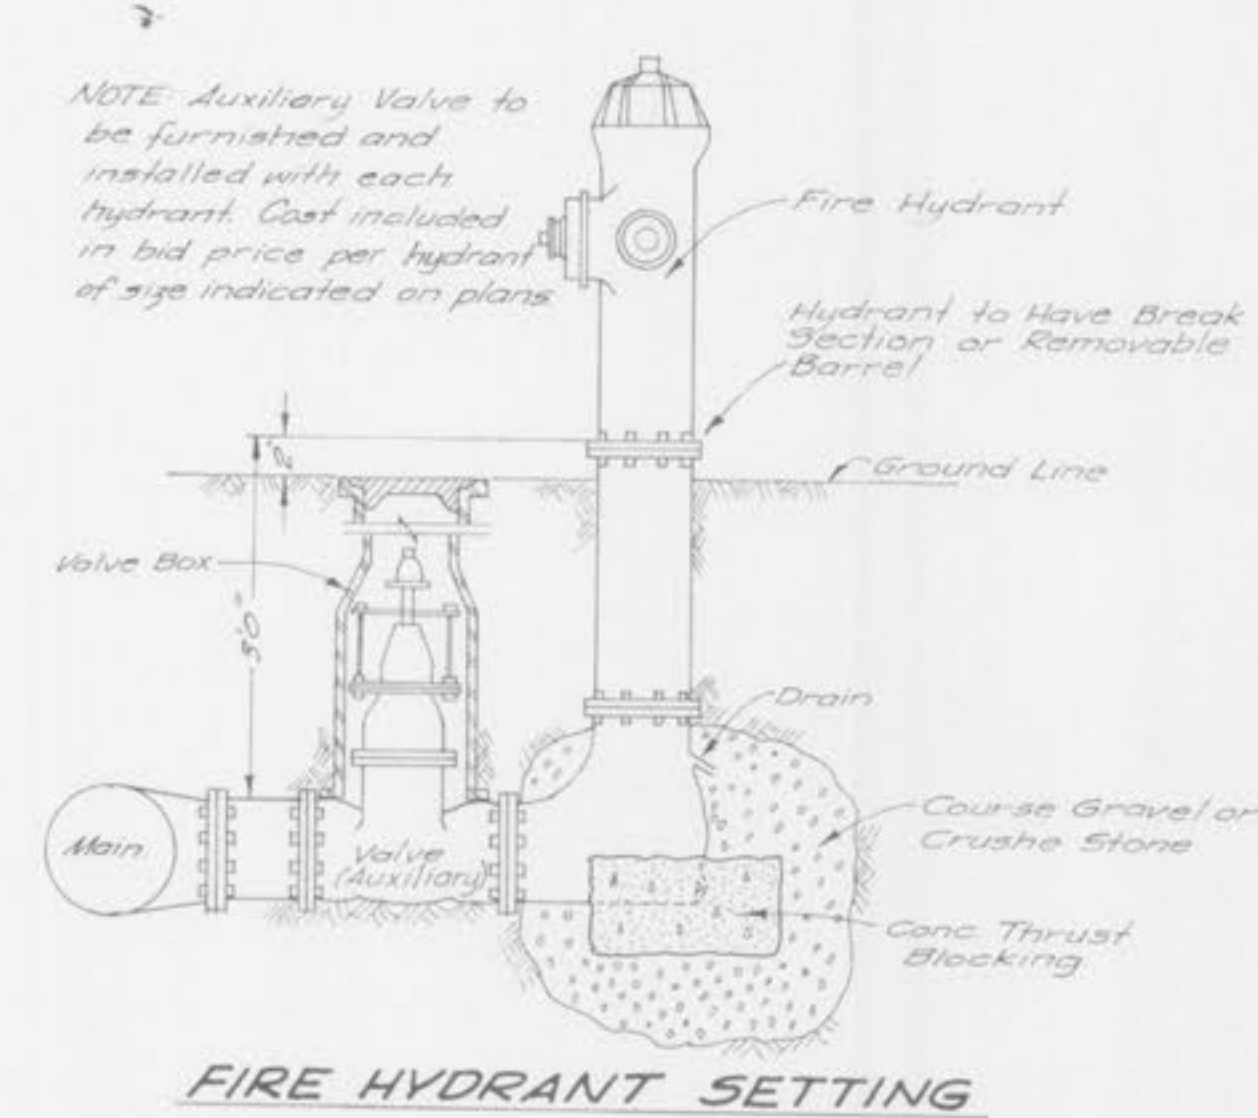 NOTE Auxiliary Valve to
be furnished and
installed with each
hydrant. Cost included
in bid price per hydrant
of size indicated on plans
Fire Hydrant
Hydrant to Have Break
Section or Removable
Barrel
2"
Ground Line
Valve Box
Drain
Main
Valve
(Auxiliary)
Course Gravel or
Crushe Stone
Conc Thrust
Blocking
FIRE HYDRANT SETTING